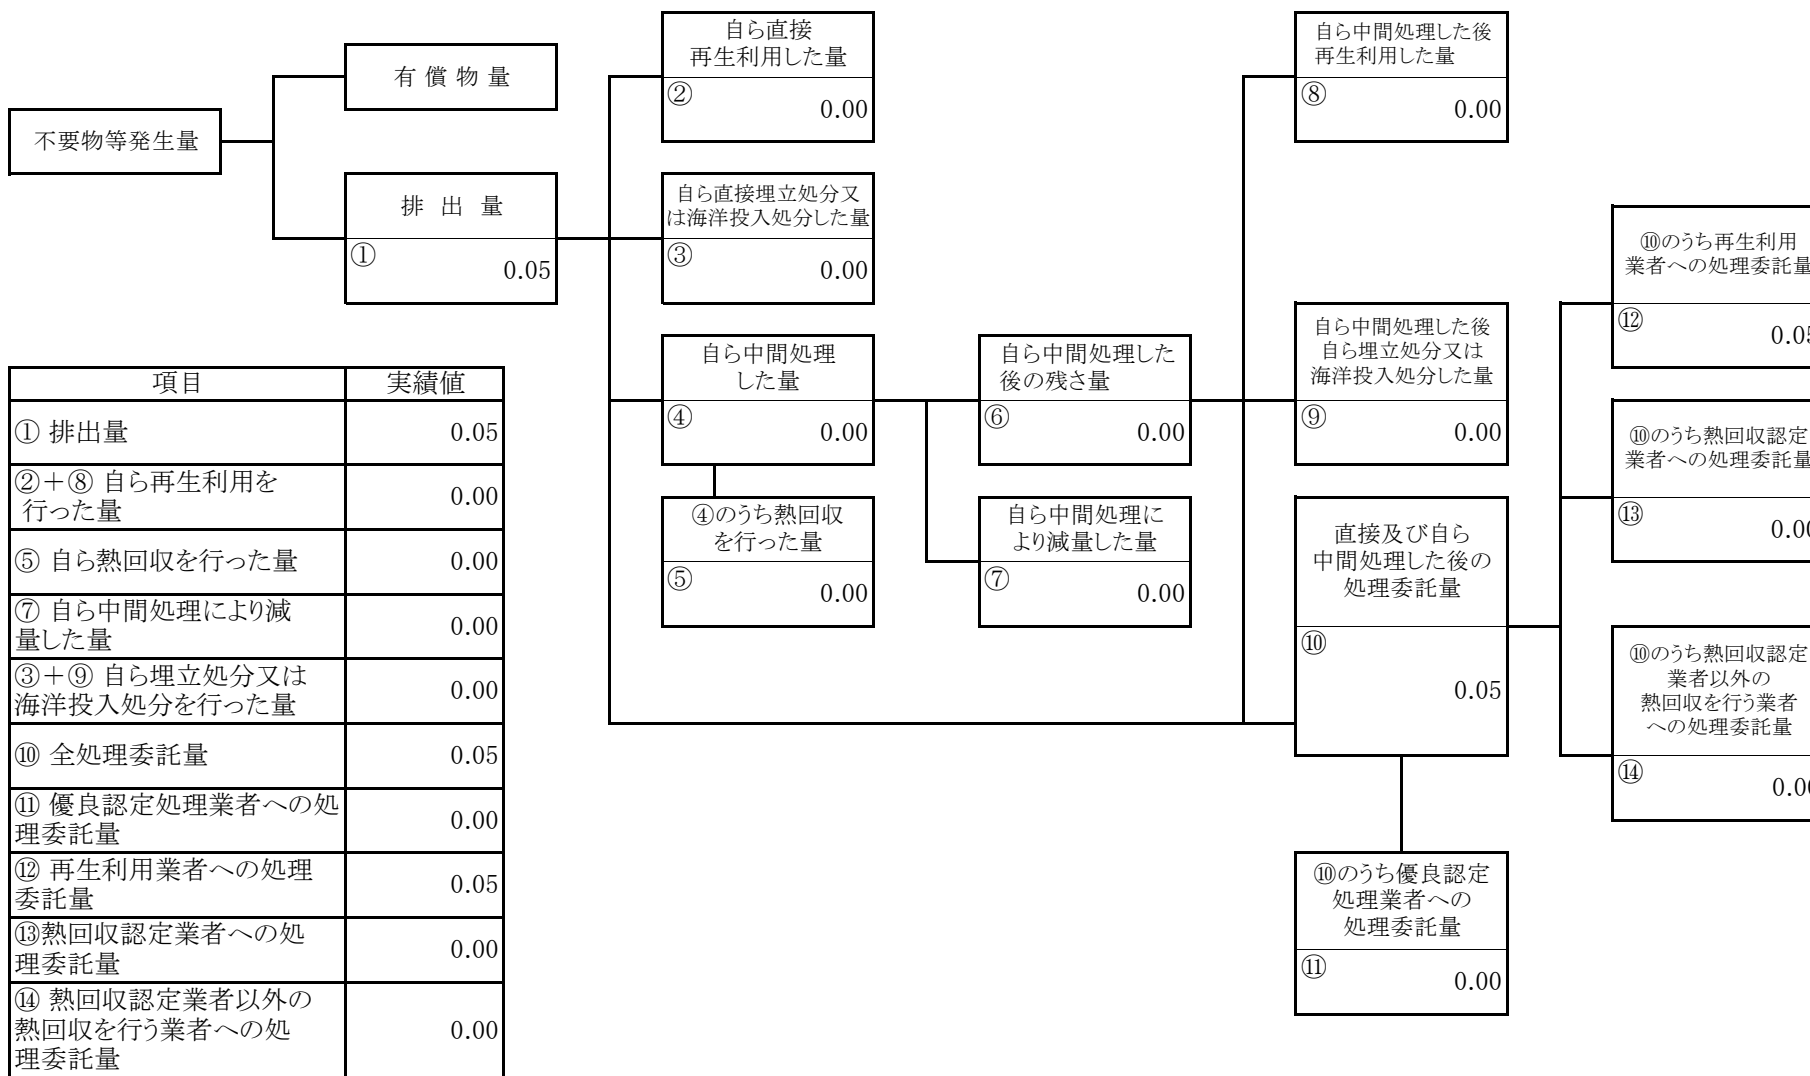 不要物等発生量
有 償 物 量
排 出 量
①
0.05
自ら直接
再生利用した量
②
0.00
自ら直接埋立処分又
は海洋投入処分した量
③
0.00
自ら中間処理
した量
④
0.00
④のうち熱回収
を行った量
⑤
0.00
自ら中間処理した
後の残さ量
⑥
0.00
自ら中間処理に
より減量した量
⑦
0.00
自ら中間処理した後
再生利用した量
⑧
0.00
自ら中間処理した後
自ら埋立処分又は
海洋投入処分した量
⑨
0.00
直接及び自ら
中間処理した後の
処理委託量
⑩
0.05
⑩のうち優良認定
処理業者への
処理委託量
⑪
0.00
⑩のうち再生利用
業者への処理委託量
⑫
0.05
⑩のうち熱回収認定
業者への処理委託量
⑬
0.00
⑩のうち熱回収認定
業者以外の
熱回収を行う業者
への処理委託量
⑭
0.00
項目 実績値
① 排出量 0.05
②+⑧ 自ら再生利用を
行った量 0.00
⑤ 自ら熱回収を行った量 0.00
⑦ 自ら中間処理により減
量した量 0.00
③+⑨ 自ら埋立処分又は
海洋投入処分を行った量 0.00
⑩ 全処理委託量 0.05
⑪ 優良認定処理業者への処
理委託量 0.00
⑫ 再生利用業者への処理
委託量 0.05
⑬熱回収認定業者への処
理委託量 0.00
⑭ 熱回収認定業者以外の
熱回収を行う業者への処
理委託量 0.00